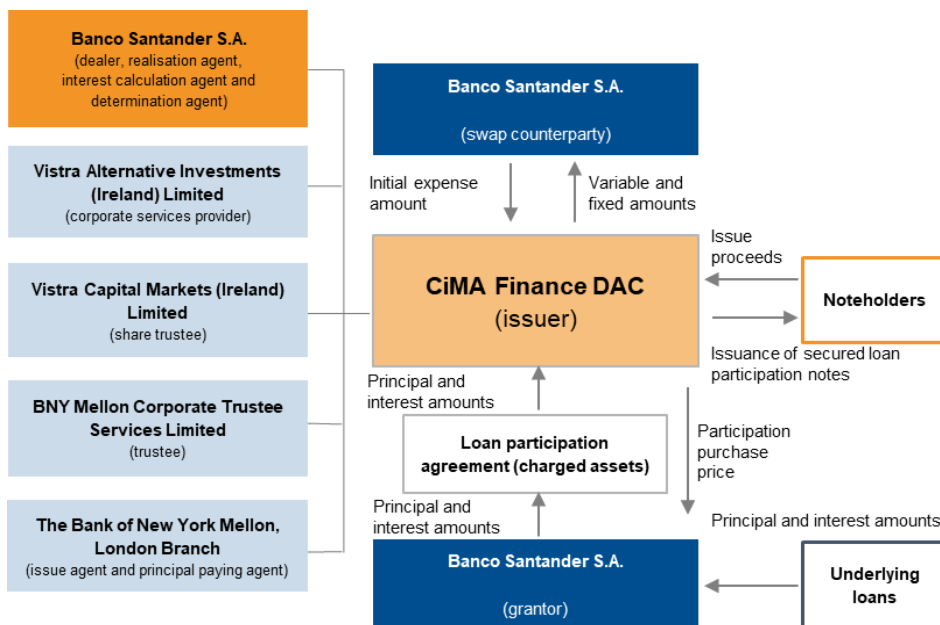 Banco Santander S.A.
(dealer, realisation agent,
interest calculation agent and
determination agent)
Vistra Alternative Investments
(Ireland) Limited
(corporate services provider)
Vistra Capital Markets (Ireland)
Limited
(share trustee)
BNY Mellon Corporate Trustee
Services Limited
(trustee)
The Bank of New York Mellon,
London Branch
(issue agent and principal paying agent)
Banco Santander S.A.
(swap counterparty)
Initial expense
amount
Variable and
fixed amounts
CiMA Finance DAC
(issuer)
Issue
proceeds
Noteholders
Issuance of secured loan
participation notes
Principal and
interest amounts
Loan participation
agreement (charged assets)
Participation
purchase
price
Principal and
interest amounts
Principal and interest amounts
Banco Santander S.A.
(grantor)
Underlying
loans